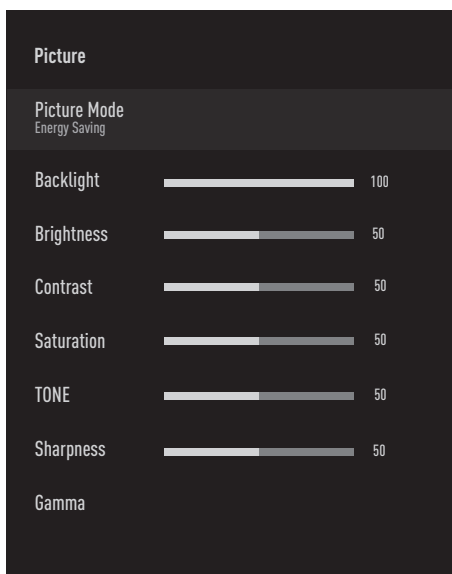 Picture
Picture Mode
Energy Saving
Backlight 100
Brightness 50
Contrast 50
Saturation 50
TONE 50
Sharpness 50
Gamma